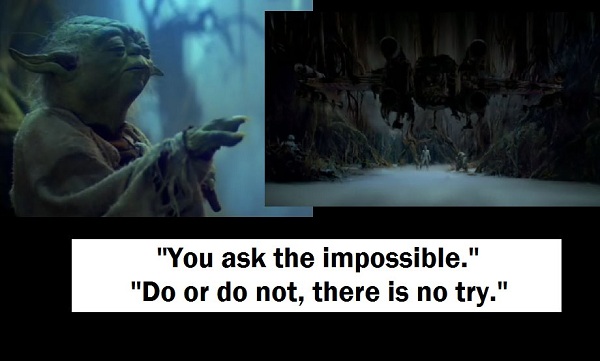 "You ask the impossible."
"Do or do not, there is no try."